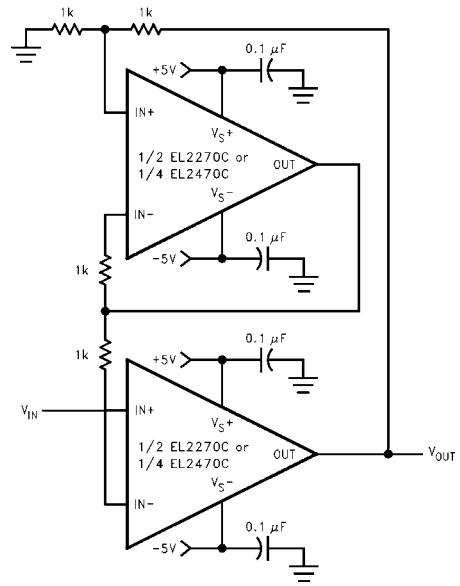 1k 1k
0.1 μF
+5V
IN+
VS+
1/2 EL2270C or
1/4 EL2470C
OUT
VS−
IN−
0.1 μF
−5V
1k
1k
0.1 μF
+5V
VIN
IN+
VS+
1/2 EL2270C or
1/4 EL2470C
OUT
VOUT
IN−
VS−
0.1 μF
−5V